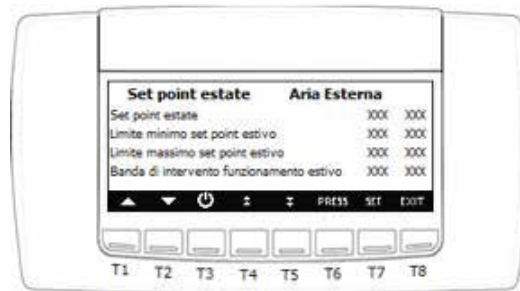 Set point estate Aria Esterna
Set point estate XXX XXX
Limite minimo set point estivo XXX XXX
Limite massimo set point estivo XXX XXX
Banda di intervento funzionamento estivo XXX XXX
PRESS SET EXIT
T1 T2 T3 T4 T5 T6 T7 T8